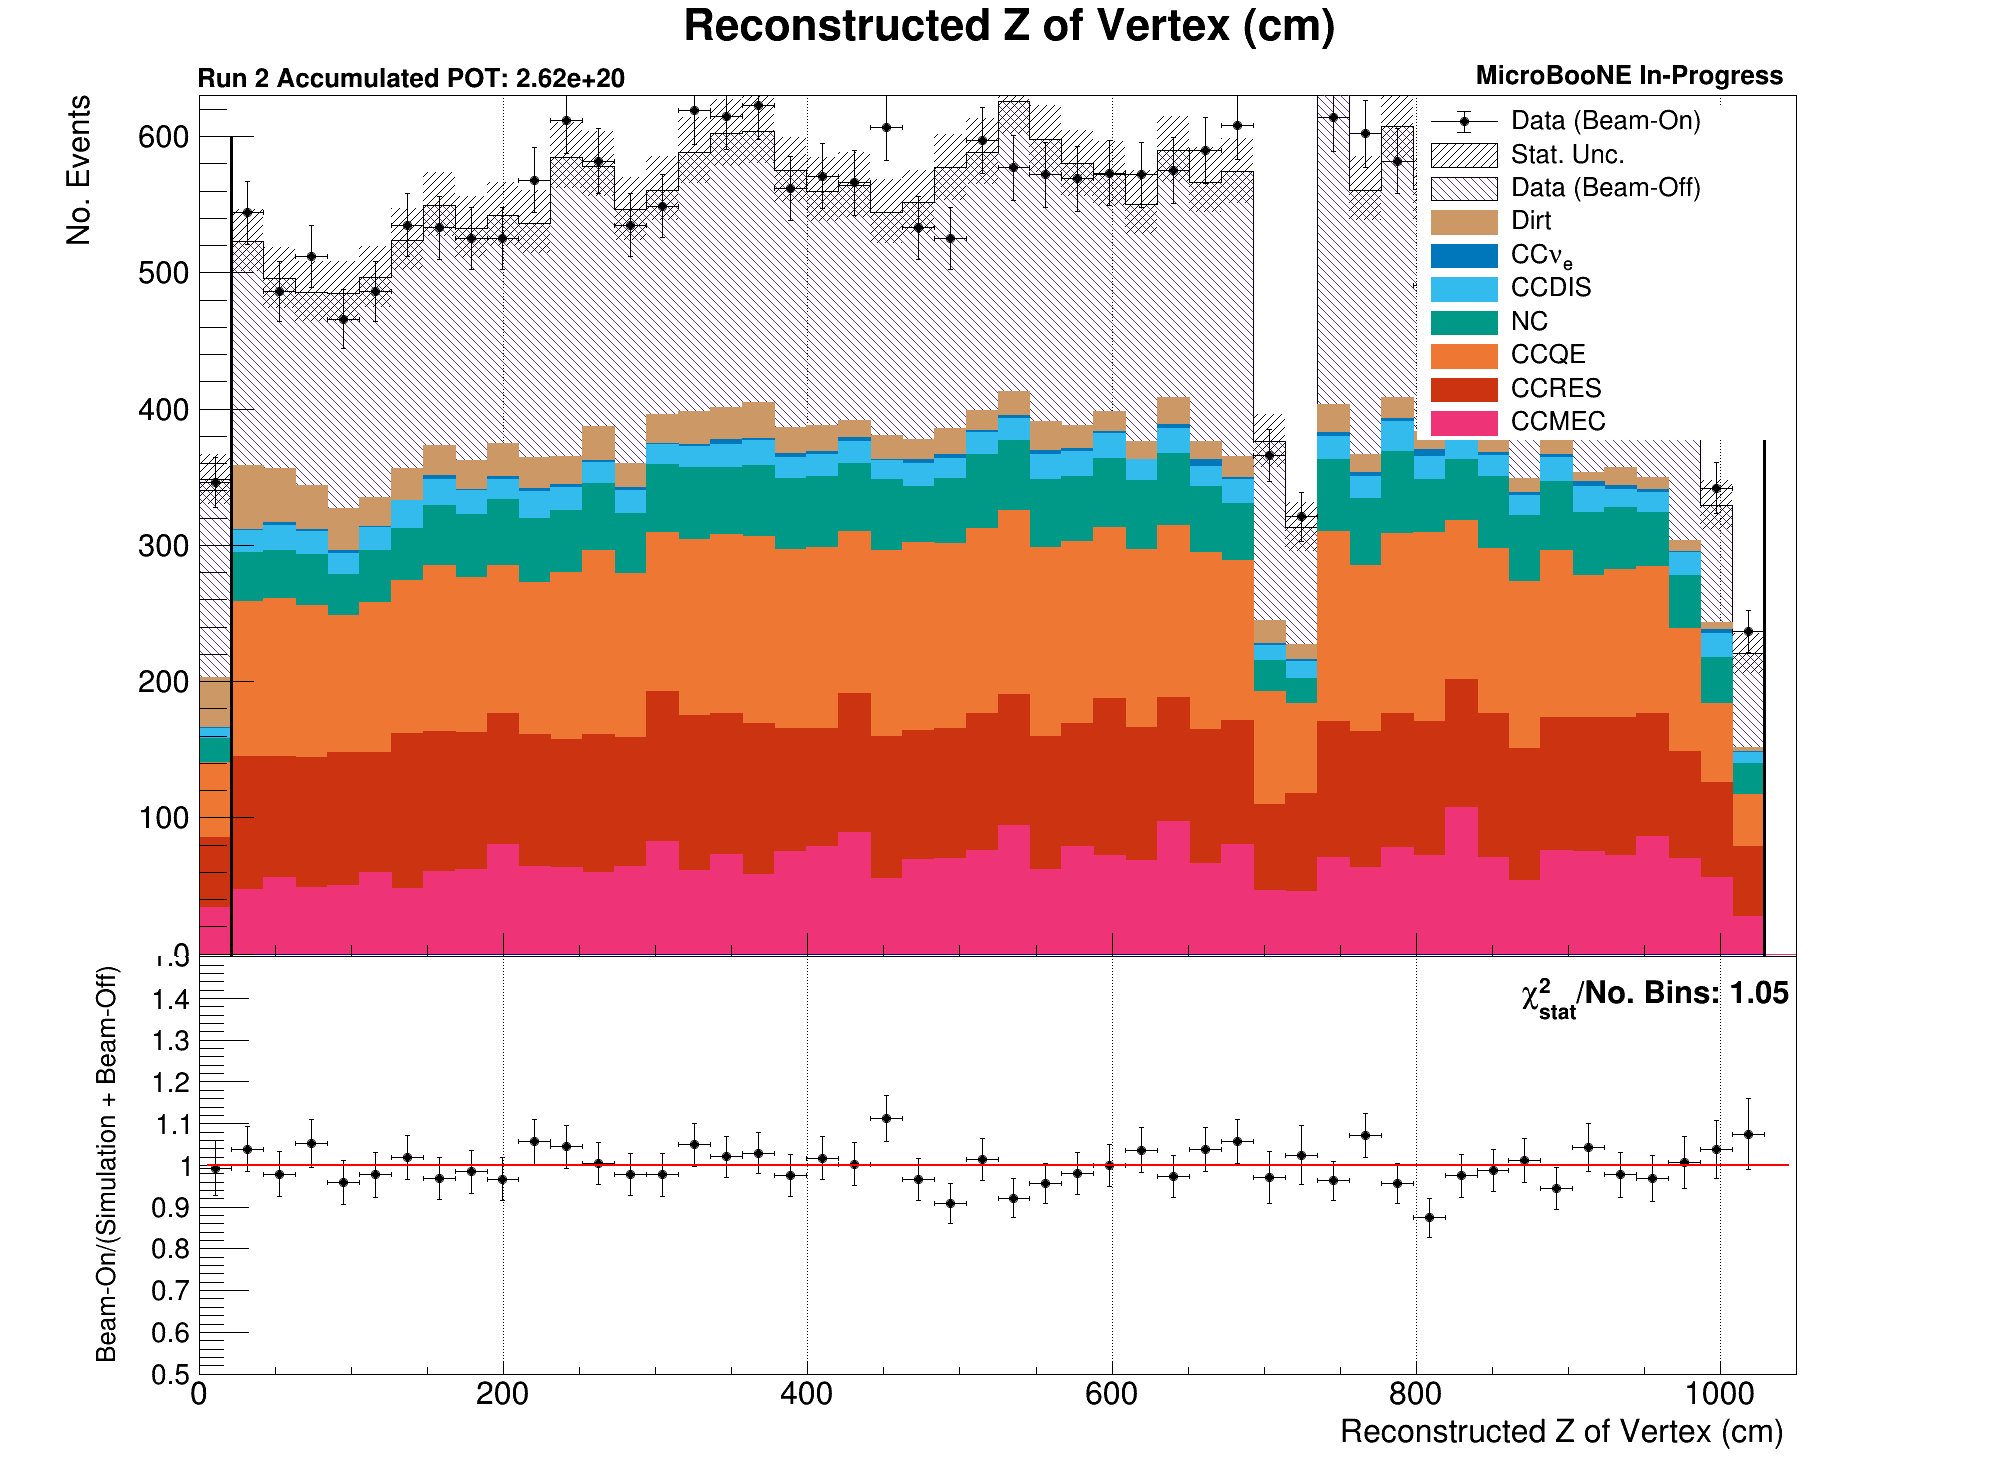 Reconstructed Z of Vertex (cm)
Run 2 Accumulated POT: 2.62e+20
MicroBooNE In-Progress
No. Events
600
500
400
300
200
100
0
Data (Beam-On)
Stat. Unc.
Data (Beam-Off)
Dirt
CCνe
CCDIS
NC
CCQE
CCRES
CCMEC
Beam-On/(Simulation + Beam-Off)
1.5
1.4
1.3
1.2
1.1
1
0.9
0.8
0.7
0.6
0.5
χ²stat/No. Bins: 1.05
0 200 400 600 800 1000
Reconstructed Z of Vertex (cm)